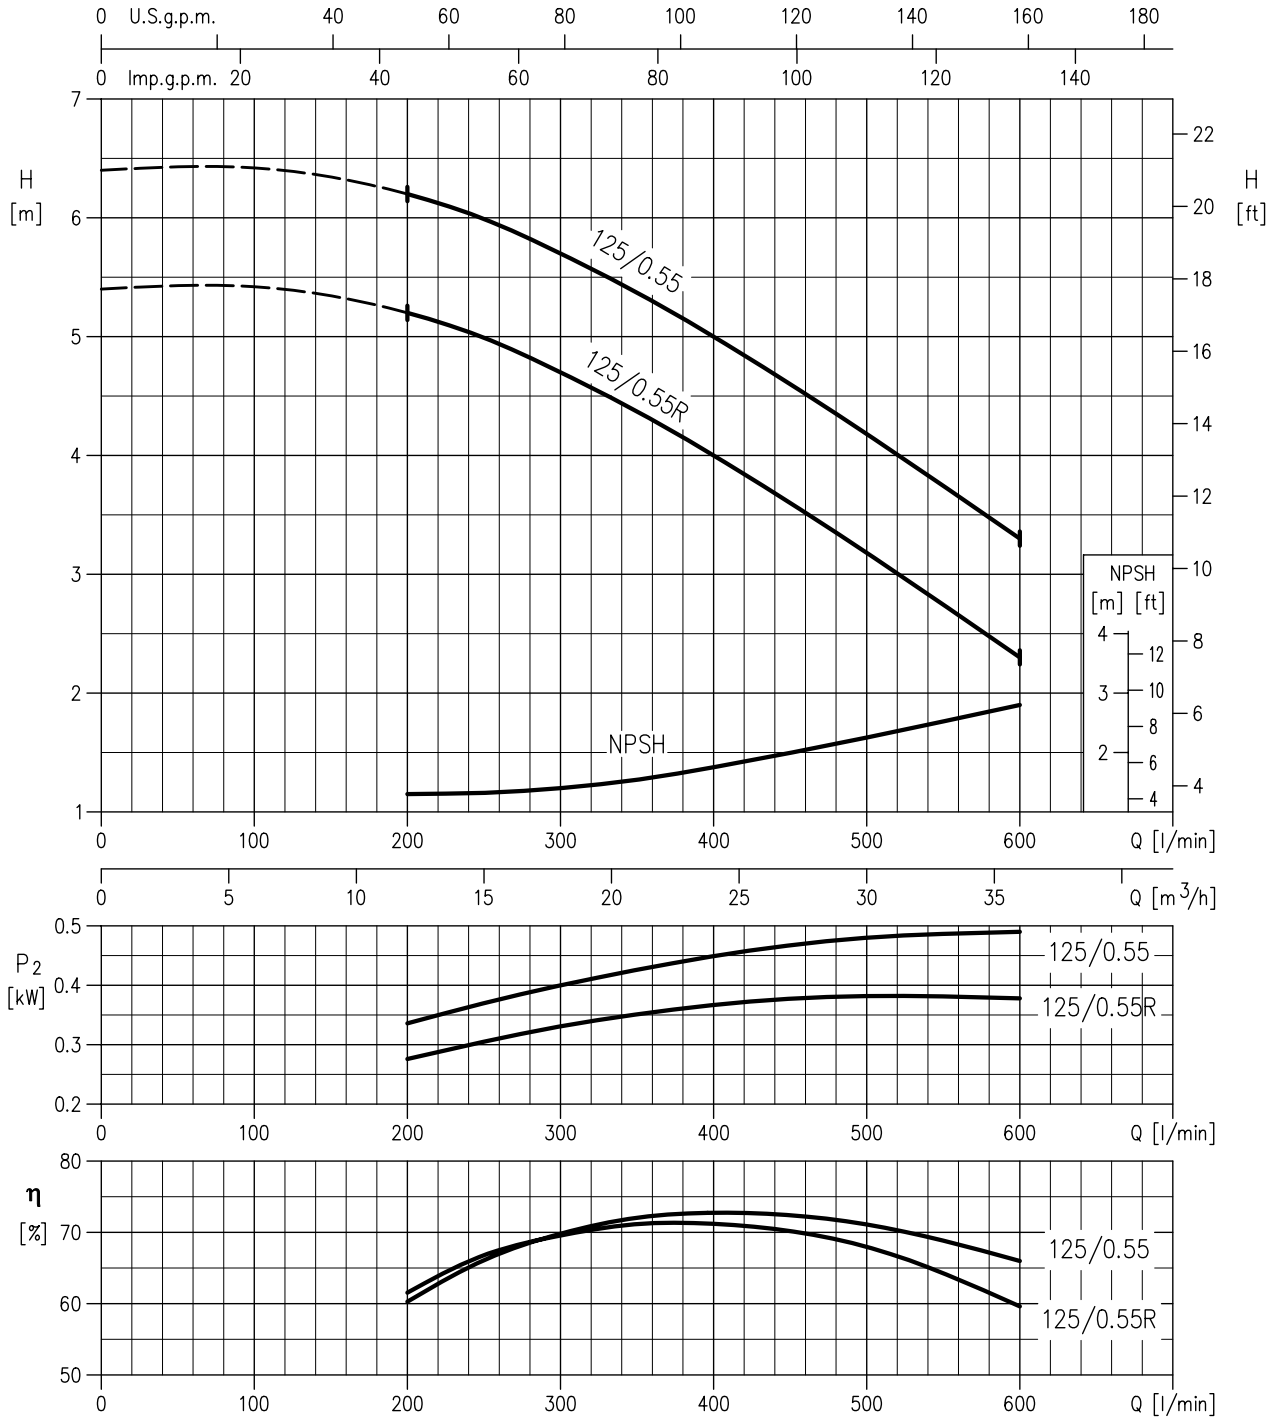 0 U.S.g.p.m. 40 60 80 100 120 140 160 180
0 Imp.g.p.m. 20 40 60 80 100 120 140
7
22
H
[m]
H
[ft]
20
6
125/0.55
18
5
16
125/0.55R
14
4
12
3
10
NPSH
[m] [ft]
4
12
8
3
10
2
6
8
NPSH
2
6
4
4
1
0 100 200 300 400 500 600 Q [l/min]
0 5 10 15 20 25 30 35 Q [m³/h]
0.5
P2
[kW]
125/0.55
0.4
125/0.55R
0.3
0.2
0 100 200 300 400 500 600 Q [l/min]
80
η
[%]
70
125/0.55
60
125/0.55R
50
0 100 200 300 400 500 600 Q [l/min]